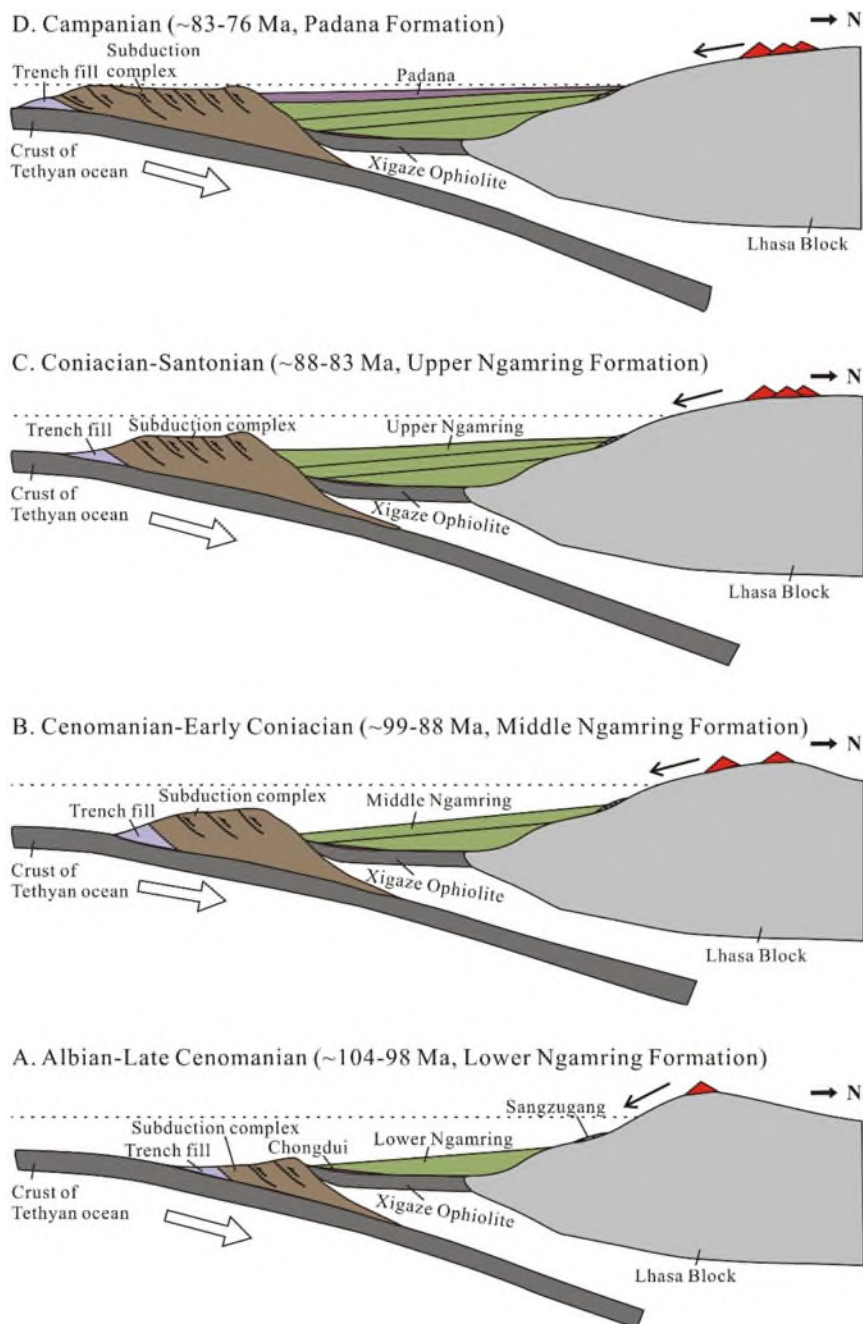 D. Campanian (~83-76 Ma, Padana Formation)
N
Subduction
complex
Trench fill
Padana
Crust of
Tethyan ocean
Xigaze Ophiolite
Lhasa Block
C. Coniacian-Santonian (~88-83 Ma, Upper Ngamring Formation)
N
Trench fill
Subduction complex
Upper Ngamring
Crust of
Tethyan ocean
Xigaze Ophiolite
Lhasa Block
B. Cenomanian-Early Coniacian (~99-88 Ma, Middle Ngamring Formation)
N
Subduction complex
Trench fill
Middle Ngamring
Crust of
Tethyan ocean
Xigaze Ophiolite
Lhasa Block
A. Albian-Late Cenomanian (~104-98 Ma, Lower Ngamring Formation)
N
Sangzugang
Subduction complex
Trench fill
Chongdui
Lower Ngamring
Crust of
Tethyan ocean
Xigaze Ophiolite
Lhasa Block